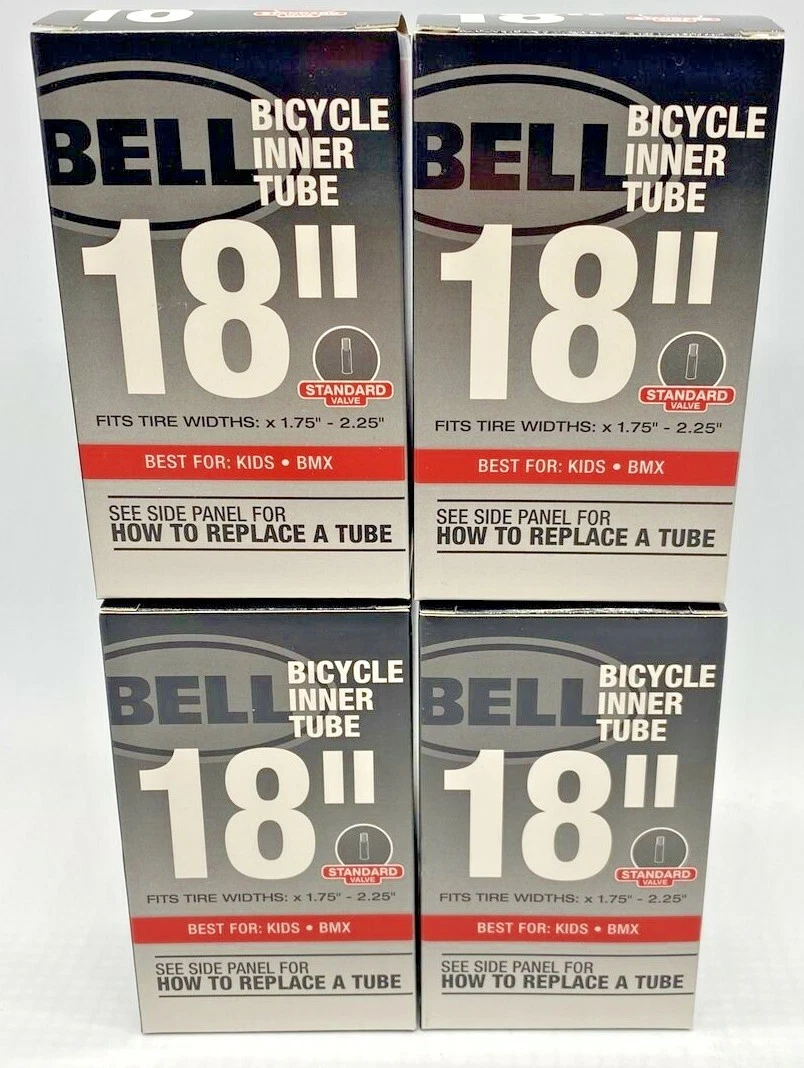 18"
BELL
BICYCLE
INNER
TUBE
18"
STANDARD
VALVE
FITS TIRE WIDTHS: x 1.75" - 2.25"
BEST FOR: KIDS • BMX
SEE SIDE PANEL FOR
HOW TO REPLACE A TUBE
18"
BELL
BICYCLE
INNER
TUBE
18"
STANDARD
VALVE
FITS TIRE WIDTHS: x 1.75" - 2.25"
BEST FOR: KIDS • BMX
SEE SIDE PANEL FOR
HOW TO REPLACE A TUBE
BELL
BICYCLE
INNER
TUBE
18"
STANDARD
VALVE
FITS TIRE WIDTHS: x 1.75" - 2.25"
BEST FOR: KIDS • BMX
SEE SIDE PANEL FOR
HOW TO REPLACE A TUBE
BELL
BICYCLE
INNER
TUBE
18"
STANDARD
VALVE
FITS TIRE WIDTHS: x 1.75" - 2.25"
BEST FOR: KIDS • BMX
SEE SIDE PANEL FOR
HOW TO REPLACE A TUBE